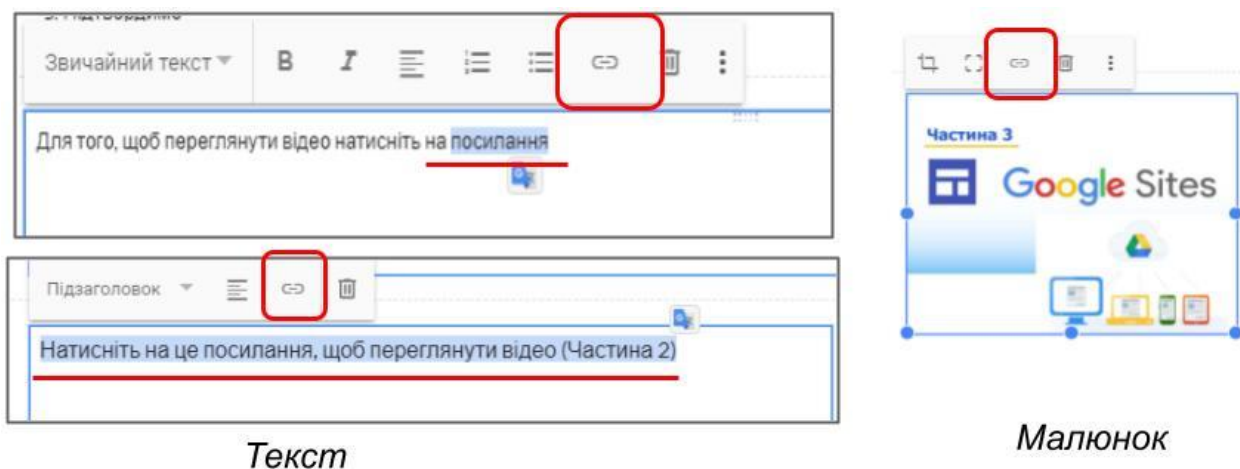 Звичайний текст
B I
Для того, щоб переглянути відео натисніть на посилання
Підзаголовок
Натисніть на це посилання, щоб переглянути відео (Частина 2)
Текст
Частина 3
Google Sites
Малюнок